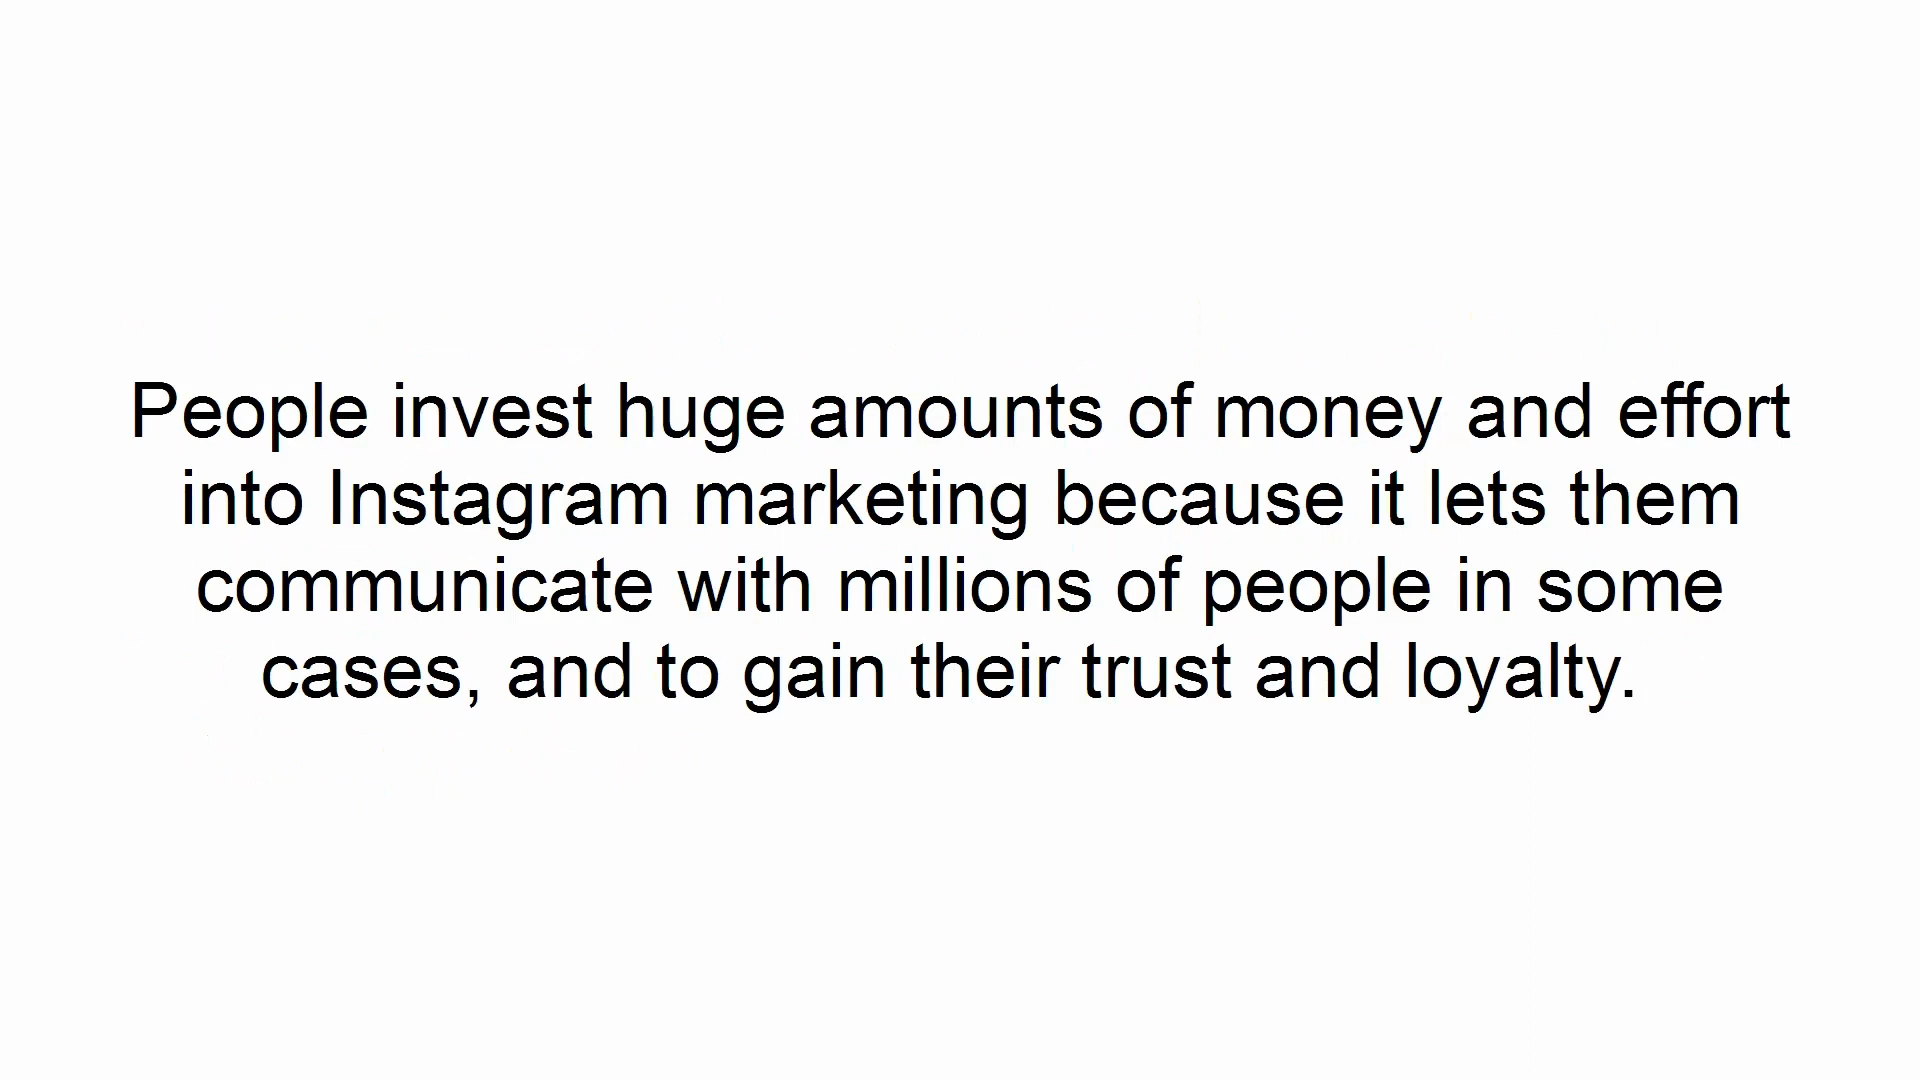 People invest huge amounts of money and effort
into Instagram marketing because it lets them
communicate with millions of people in some
cases, and to gain their trust and loyalty.